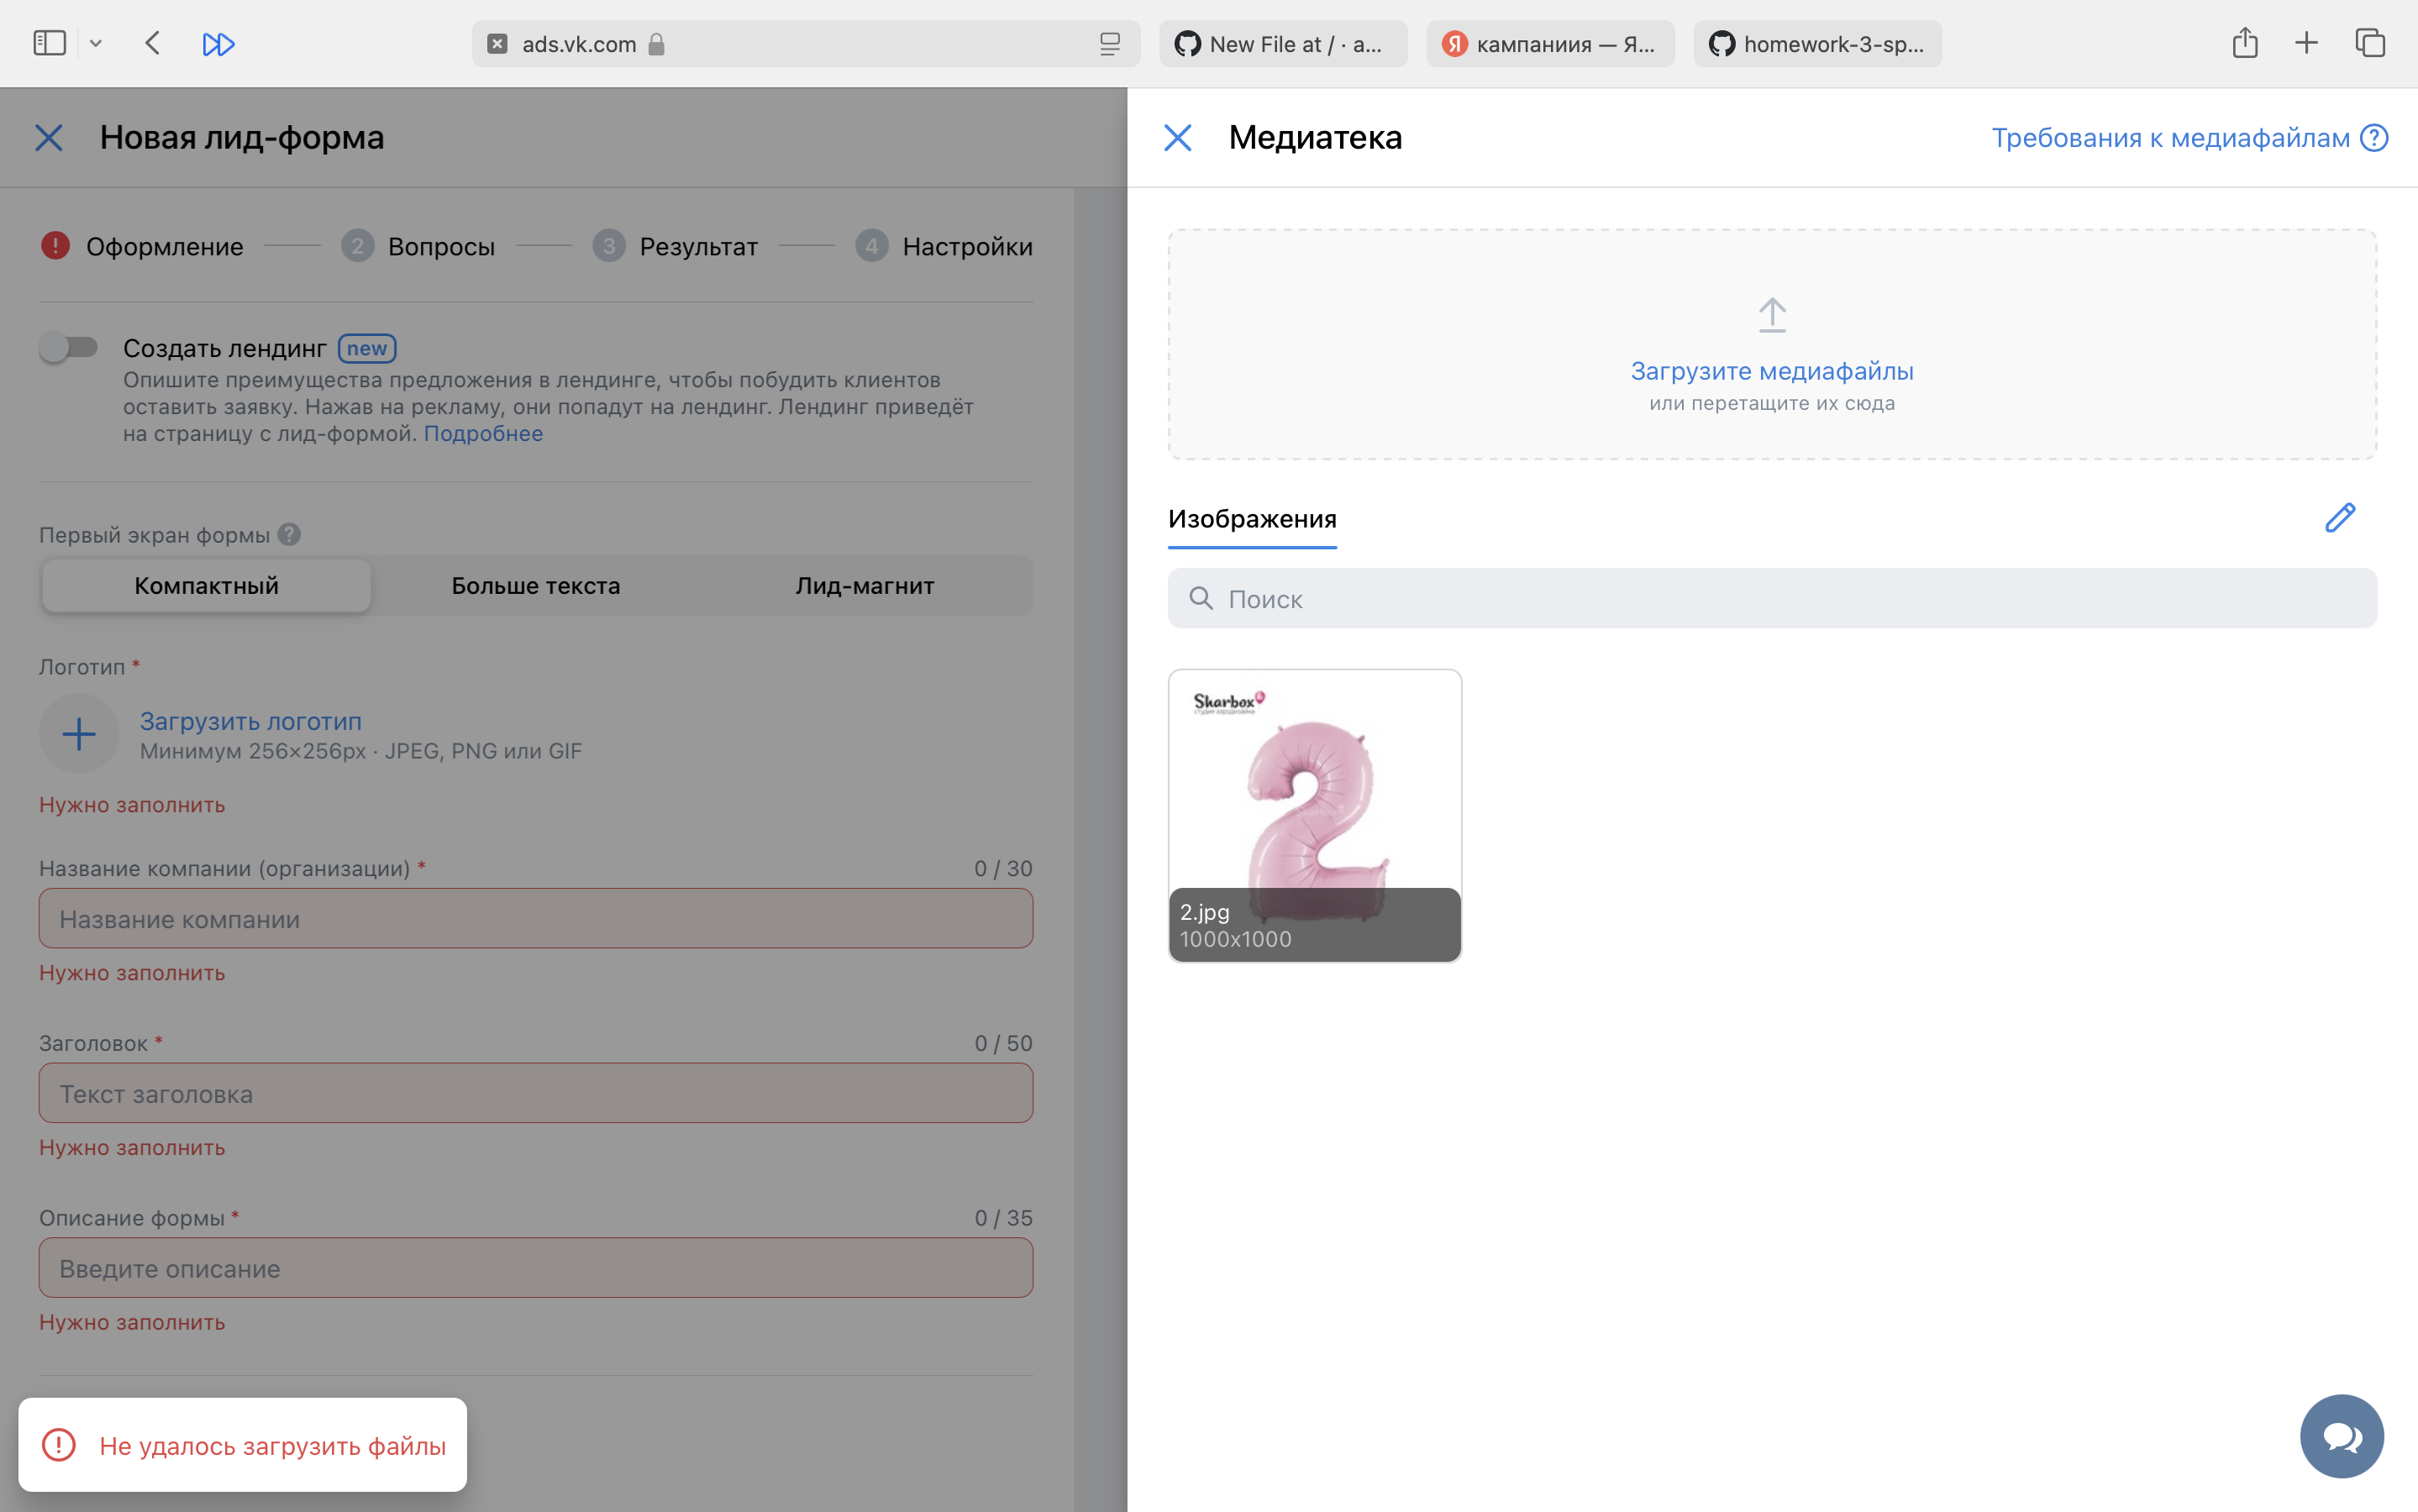 ads.vk.com
New File at / · a...
Я кампаниия — Я...
homework-3-sp...
Новая лид-форма
! Оформление
2 Вопросы
3 Результат
4 Настройки
Создать лендинг new
Опишите преимущества предложения в лендинге, чтобы побудить клиентов
оставить заявку. Нажав на рекламу, они попадут на лендинг. Лендинг приведёт
на страницу с лид-формой. Подробнее
Первый экран формы ?
Компактный
Больше текста
Лид-магнит
Логотип *
Загрузить логотип
Минимум 256×256px · JPEG, PNG или GIF
Нужно заполнить
Название компании (организации) *
0 / 30
Название компании
Нужно заполнить
Заголовок *
0 / 50
Текст заголовка
Нужно заполнить
Описание формы *
0 / 35
Введите описание
Нужно заполнить
! Не удалось загрузить файлы
Медиатека
Требования к медиафайлам ?
Загрузите медиафайлы
или перетащите их сюда
Изображения
Поиск
Sharbox
студия аэродизайна
2.jpg
1000x1000